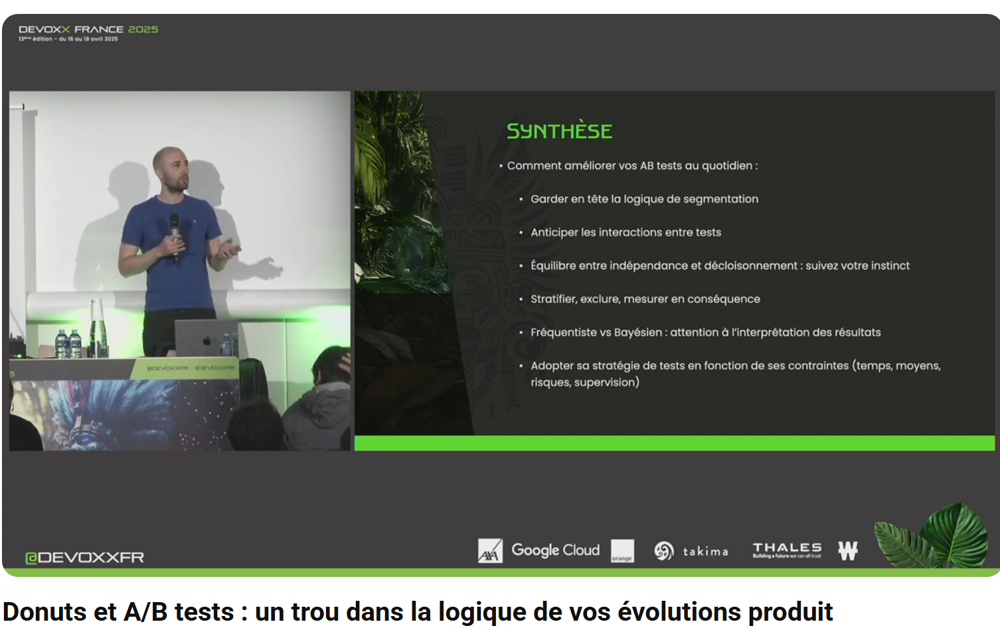 DEVOXX FRANCE 2025
13ème édition – du 16 au 18 avril 2025
SYNTHÈSE
• Comment améliorer vos AB tests au quotidien :
• Garder en tête la logique de segmentation
• Anticiper les interactions entre tests
• Équilibre entre indépendance et décloisonnement : suivez votre instinct
• Stratifier, exclure, mesurer en conséquence
• Fréquentiste vs Bayésien : attention à l'interprétation des résultats
• Adopter sa stratégie de tests en fonction de ses contraintes (temps, moyens,
risques, supervision)
@DEVOXXFR - #DEVOXXFR
@DEVOXXFR
AXA
Google Cloud
orange
takima
THALES
Building a future we can all trust
W
Donuts et A/B tests : un trou dans la logique de vos évolutions produit